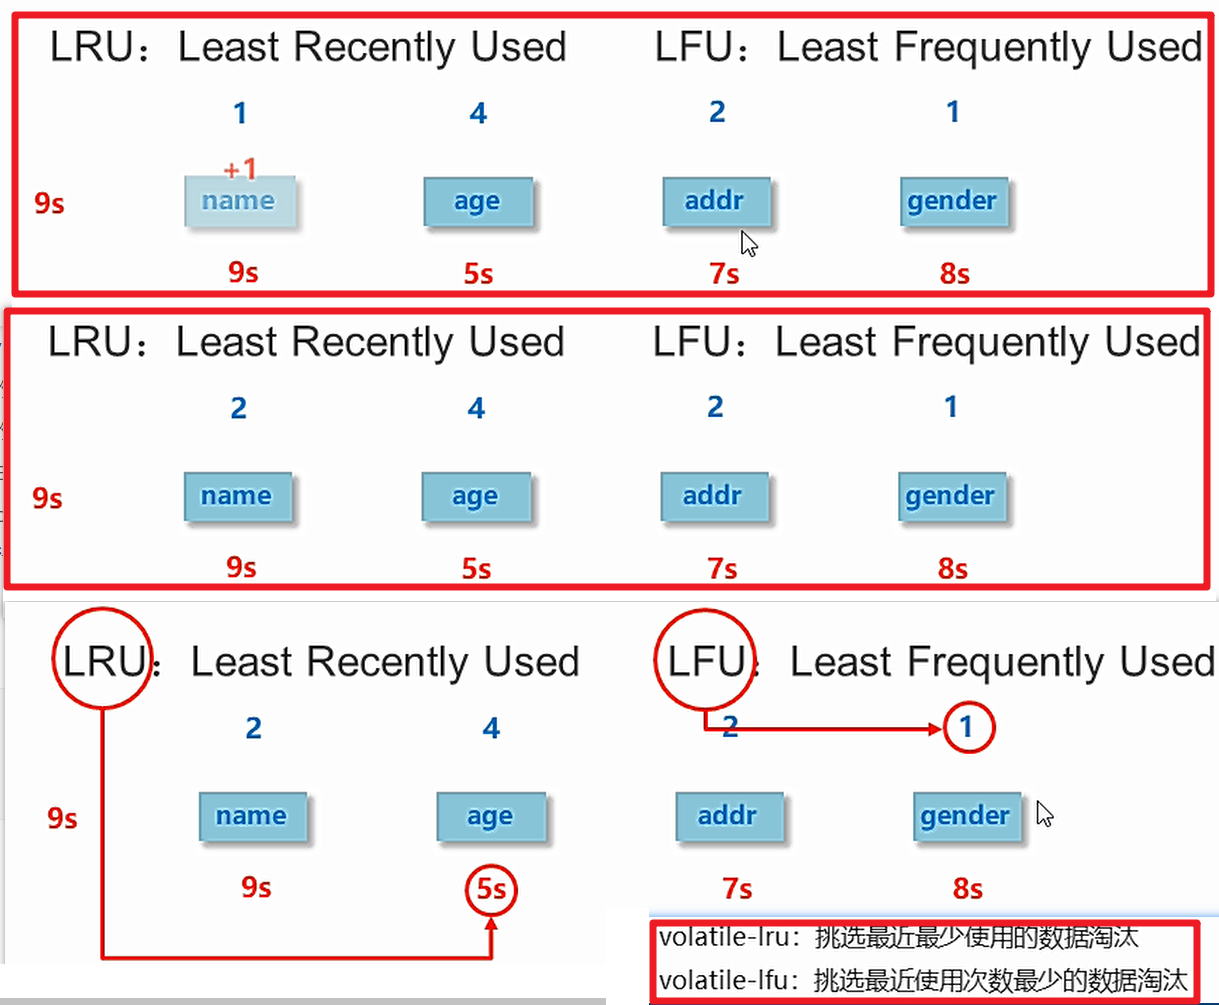 LRU：Least Recently Used LFU：Least Frequently Used
1 4 2 1
+1
9s name age addr gender
9s 5s 7s 8s
LRU：Least Recently Used LFU：Least Frequently Used
2 4 2 1
9s name age addr gender
9s 5s 7s 8s
LRU：Least Recently Used LFU：Least Frequently Used
2 4 2 1
9s name age addr gender
9s 5s 7s 8s
volatile-lru：挑选最近最少使用的数据淘汰
volatile-lfu：挑选最近使用次数最少的数据淘汰